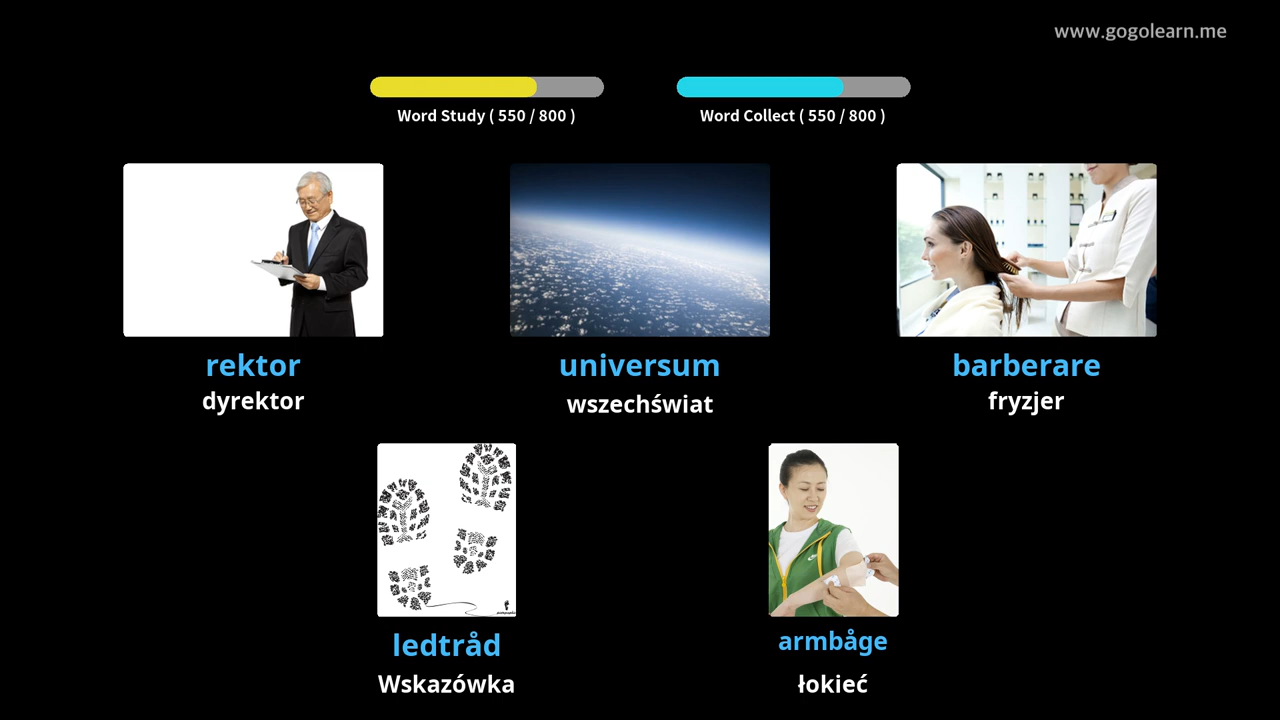 www.gogolearn.me
Word Study ( 550 / 800 )
Word Collect ( 550 / 800 )
rektor
dyrektor
universum
wszechświat
barberare
fryzjer
ledtråd
Wskazówka
armbåge
łokieć